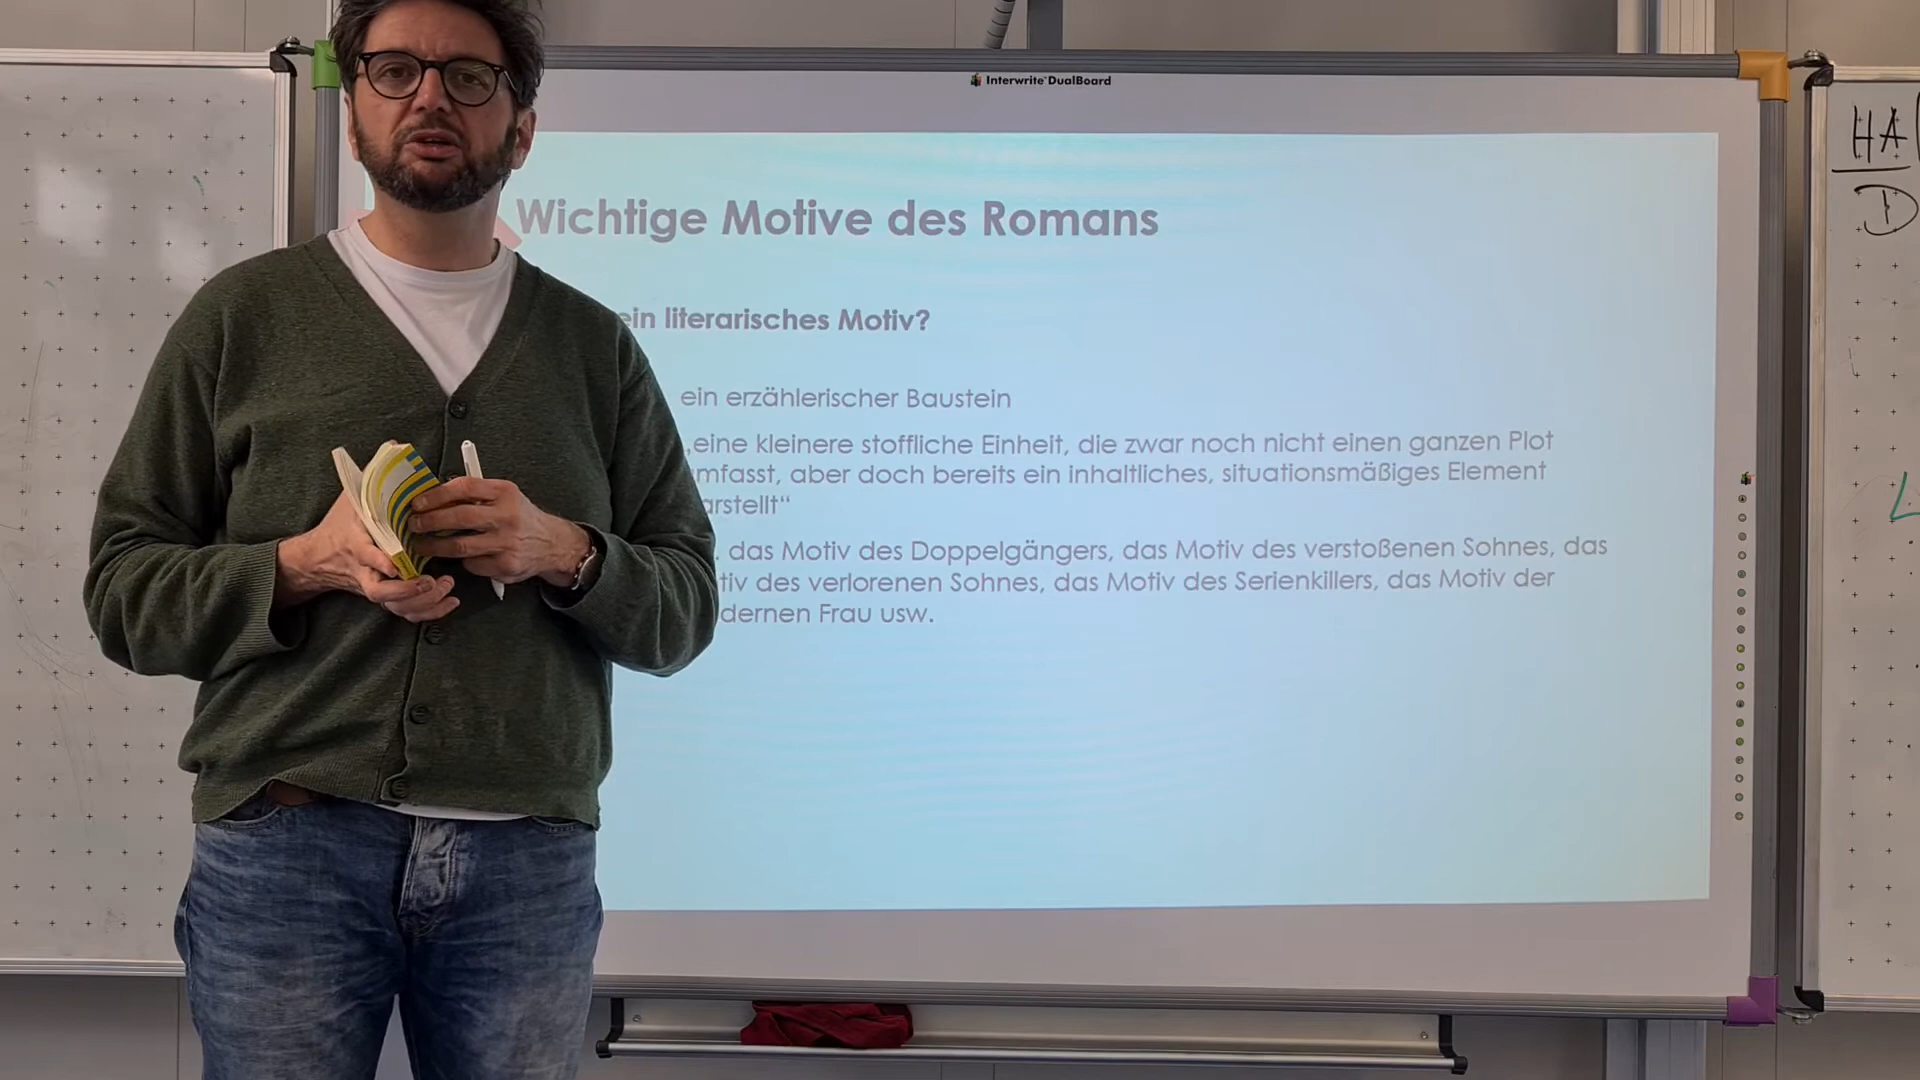 Interwrite DualBoard
Wichtige Motive des Romans
ein literarisches Motiv?
ein erzählerischer Baustein
eine kleinere stoffliche Einheit, die zwar noch nicht einen ganzen Plot
mfasst, aber doch bereits ein inhaltliches, situationsmäßiges Element
arstellt“
. das Motiv des Doppelgängers, das Motiv des verstoßenen Sohnes, das
tiv des verlorenen Sohnes, das Motiv des Serienkillers, das Motiv der
dernen Frau usw.
HA
D